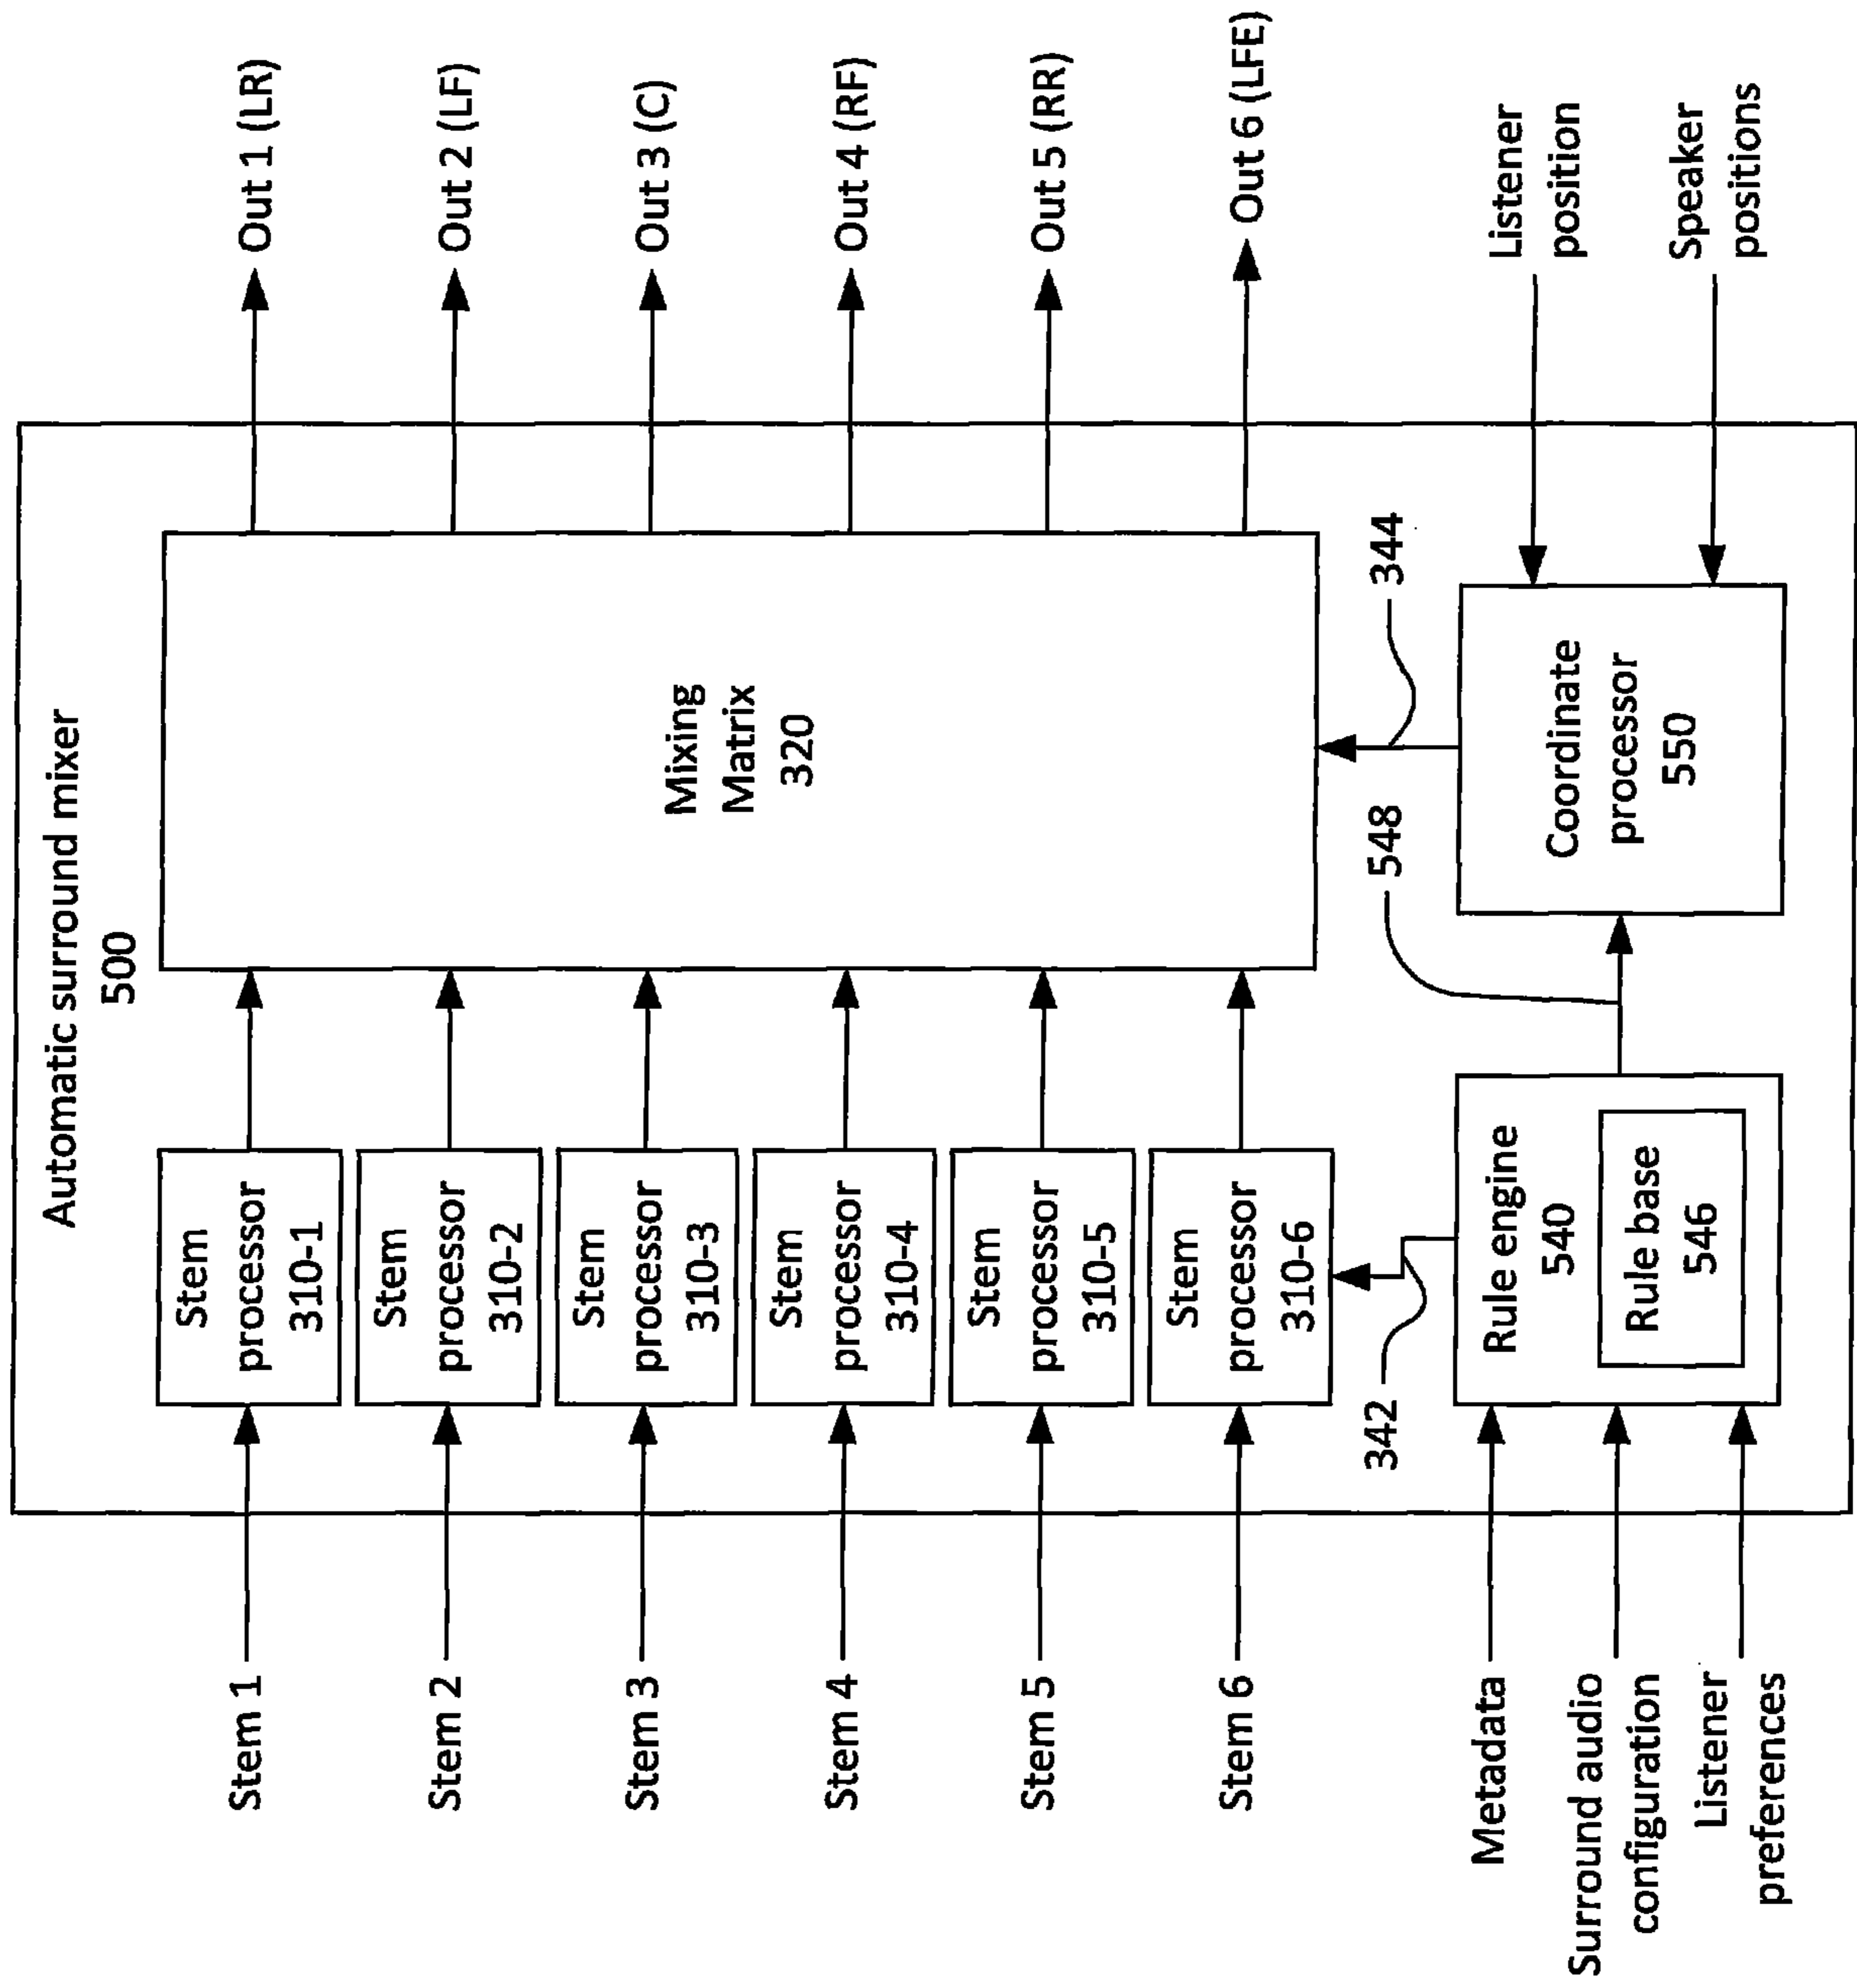 Automatic surround mixer
500
Stem 1
Stem
processor
310-1
Out 1 (LR)
Stem 2
Stem
processor
310-2
Out 2 (LF)
Stem 3
Stem
processor
310-3
Mixing
Matrix
320
Out 3 (C)
Stem 4
Stem
processor
310-4
Out 4 (RF)
Stem 5
Stem
processor
310-5
Out 5 (RR)
Stem 6
Stem
processor
310-6
Out 6 (LFE)
342
548
344
Metadata
Surround audio
configuration
Listener
preferences
Rule engine
540
Rule base
546
Coordinate
processor
550
Listener
position
Speaker
positions